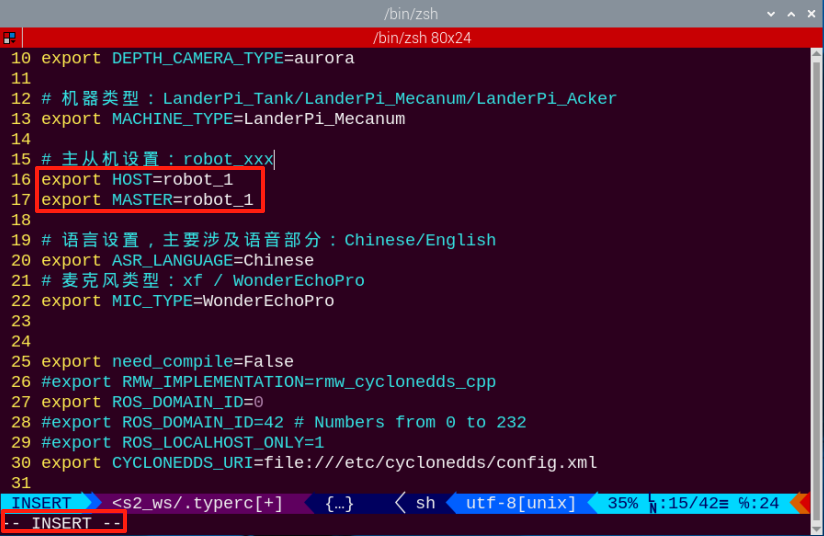 /bin/zsh
/bin/zsh 80x24
10 export DEPTH_CAMERA_TYPE=aurora
11
12 # 机器类型：LanderPi_Tank/LanderPi_Mecanum/LanderPi_Acker
13 export MACHINE_TYPE=LanderPi_Mecanum
14
15 # 主从机设置：robot_xxx
16 export HOST=robot_1
17 export MASTER=robot_1
18
19 # 语言设置，主要涉及语音部分：Chinese/English
20 export ASR_LANGUAGE=Chinese
21 # 麦克风类型：xf / WonderEchoPro
22 export MIC_TYPE=WonderEchoPro
23
24
25 export need_compile=False
26 #export RMW_IMPLEMENTATION=rmw_cyclonedds_cpp
27 export ROS_DOMAIN_ID=0
28 #export ROS_DOMAIN_ID=42 # Numbers from 0 to 232
29 #export ROS_LOCALHOST_ONLY=1
30 export CYCLONEDDS_URI=file:///etc/cyclonedds/config.xml
31
INSERT <s2_ws/.typerc[+] {…} sh utf-8[unix] 35% ␤:15/42≡ ℅:24
-- INSERT --